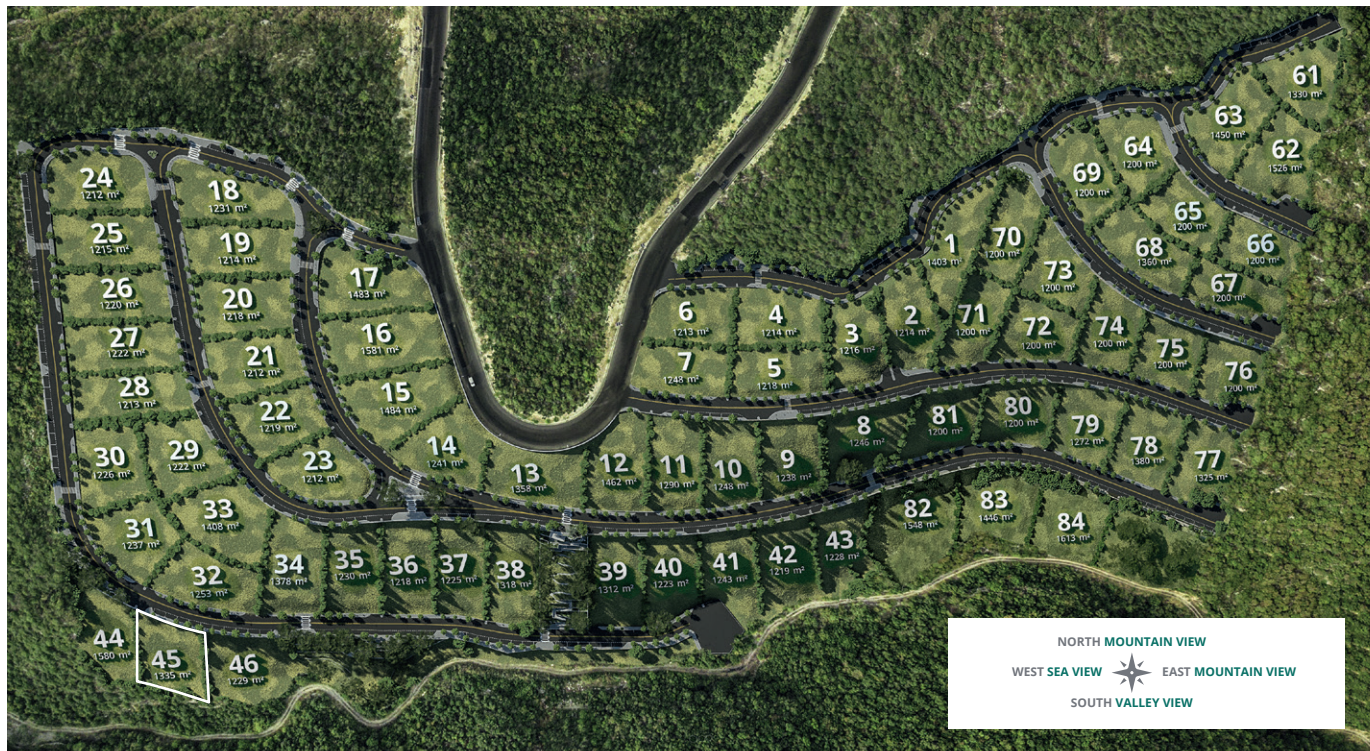 61
1330 m²
63
1450 m²
64
1200 m²
62
1526 m²
69
1200 m²
24
1212 m²
18
1231 m²
65
1200 m²
25
1215 m²
19
1214 m²
1
1403 m²
70
1200 m²
68
1360 m²
66
1200 m²
17
1483 m²
73
1200 m²
67
1200 m²
26
1220 m²
20
1218 m²
6
1213 m²
4
1214 m²
3
1216 m²
2
1214 m²
71
1200 m²
72
1200 m²
74
1200 m²
16
1581 m²
27
1222 m²
21
1212 m²
7
1248 m²
5
1218 m²
75
1200 m²
76
1200 m²
28
1213 m²
15
1484 m²
22
1219 m²
14
1241 m²
8
1246 m²
81
1200 m²
80
1200 m²
79
1272 m²
78
1380 m²
77
1325 m²
30
1226 m²
29
1222 m²
23
1212 m²
13
1358 m²
12
1462 m²
11
1290 m²
10
1248 m²
9
1238 m²
33
1408 m²
31
1237 m²
82
1548 m²
83
1446 m²
84
1613 m²
32
1253 m²
34
1378 m²
35
1230 m²
36
1218 m²
37
1225 m²
38
1318 m²
39
1312 m²
40
1223 m²
41
1243 m²
42
1219 m²
43
1228 m²
44
1580 m²
45
1335 m²
46
1229 m²
NORTH MOUNTAIN VIEW
WEST SEA VIEW EAST MOUNTAIN VIEW
SOUTH VALLEY VIEW